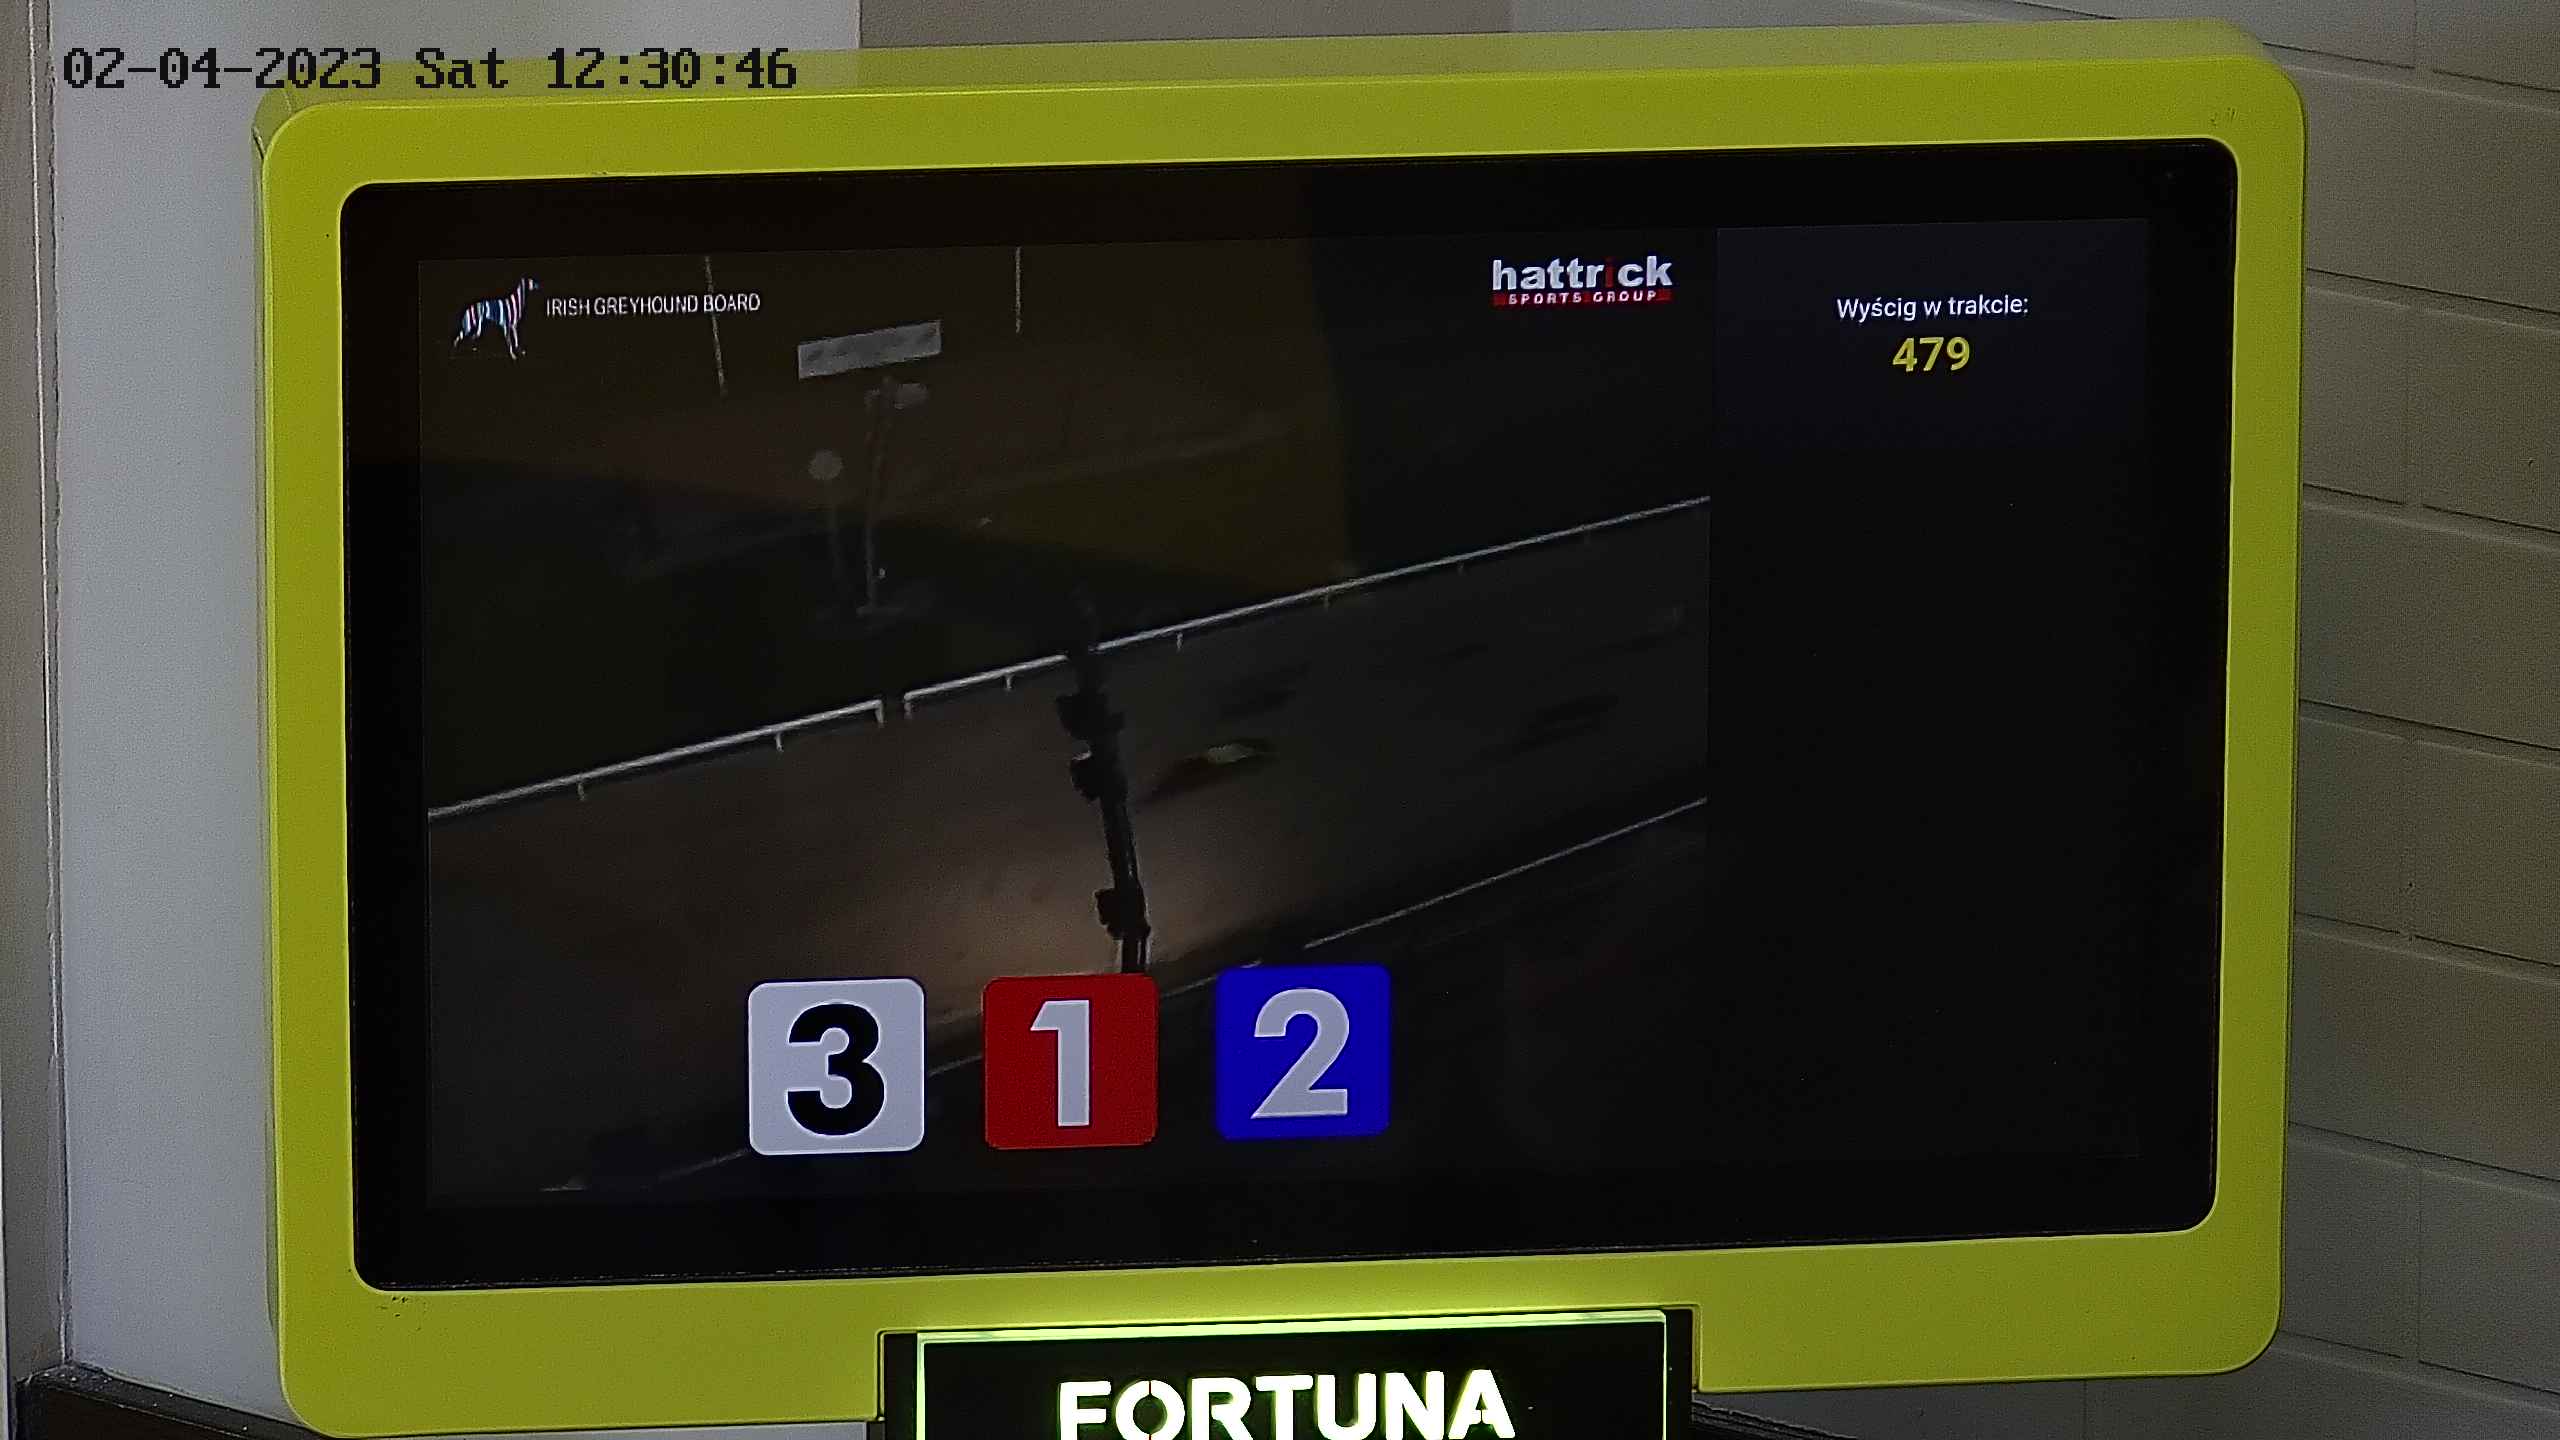 02-04-2023 Sat 12:30:46
IRISH GREYHOUND BOARD
hattrick
SPORTS GROUP
Wyścig w trakcie:
479
3 1 2
FORTUNA